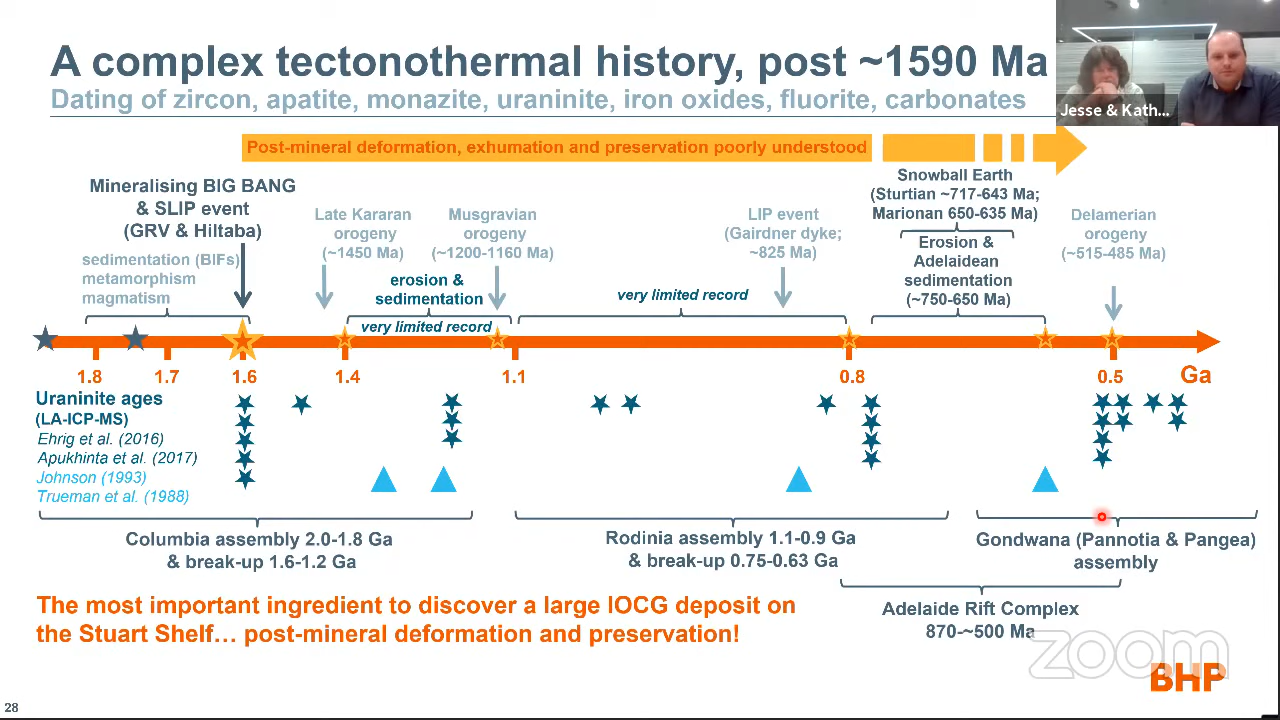 A complex tectonothermal history, post ~1590 Ma
Dating of zircon, apatite, monazite, uraninite, iron oxides, fluorite, carbonates
Jesse & Kath...
Post-mineral deformation, exhumation and preservation poorly understood
Mineralising BIG BANG
& SLIP event
(GRV & Hiltaba)
sedimentation (BIFs)
metamorphism
magmatism
Late Kararan
orogeny
(~1450 Ma)
Musgravian
orogeny
(~1200-1160 Ma)
erosion &
sedimentation
very limited record
very limited record
LIP event
(Gairdner dyke;
~825 Ma)
Snowball Earth
(Sturtian ~717-643 Ma;
Marionan 650-635 Ma)
Erosion &
Adelaidean
sedimentation
(~750-650 Ma)
Delamerian
orogeny
(~515-485 Ma)
1.8 1.7 1.6 1.4 1.1 0.8 0.5 Ga
Uraninite ages
(LA-ICP-MS)
Ehrig et al. (2016)
Apukhinta et al. (2017)
Johnson (1993)
Trueman et al. (1988)
Columbia assembly 2.0-1.8 Ga
& break-up 1.6-1.2 Ga
Rodinia assembly 1.1-0.9 Ga
& break-up 0.75-0.63 Ga
Gondwana (Pannotia & Pangea)
assembly
Adelaide Rift Complex
870-~500 Ma
The most important ingredient to discover a large IOCG deposit on
the Stuart Shelf... post-mineral deformation and preservation!
zoom
BHP
28